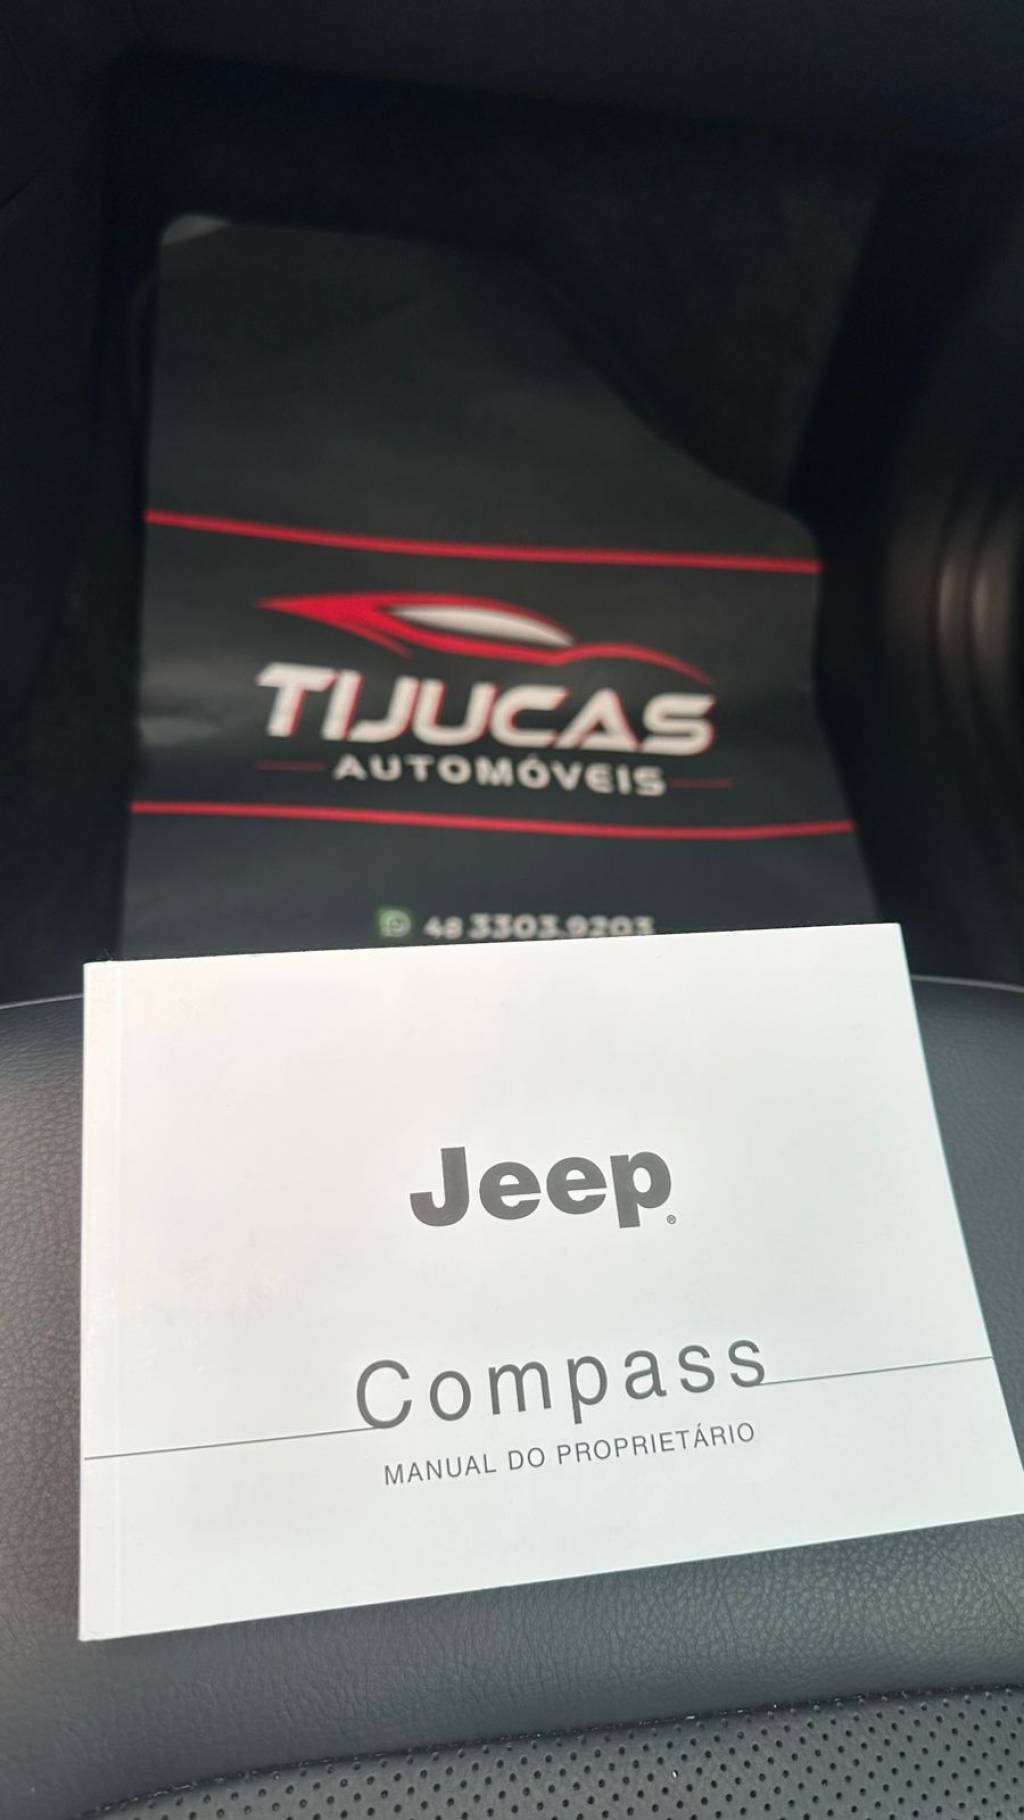 TIJUCAS
AUTOMÓVEIS
48 3303.9203
Jeep®
Compass
MANUAL DO PROPRIETÁRIO